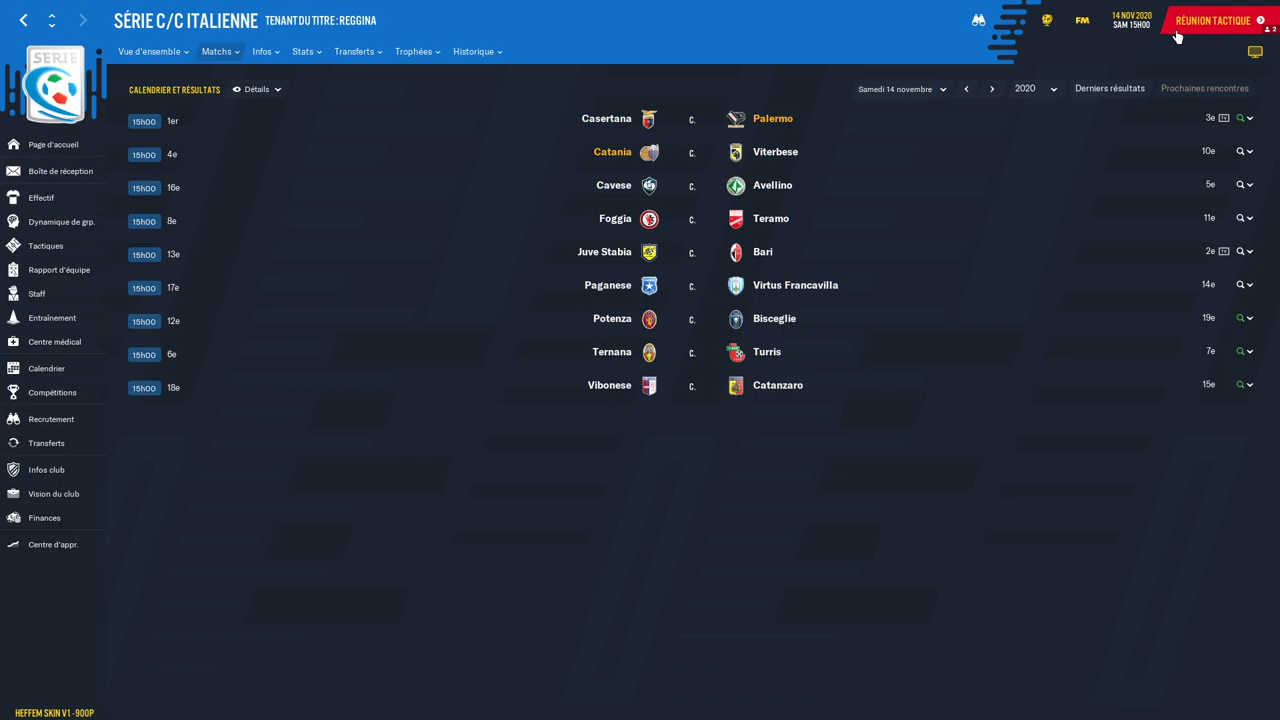 SÉRIE C/C ITALIENNE TENANT DU TITRE : REGGINA
FM
14 NOV 2020
SAM 15H00
RÉUNION TACTIQUE
2
Vue d'ensemble Matchs Infos Stats Transferts Trophées Historique
SERIE
CALENDRIER ET RÉSULTATS Détails Samedi 14 novembre 2020 Derniers résultats Prochaines rencontres
15h00 1er Casertana c. Palermo 3e TV
15h00 4e Catania c. Viterbese 10e
15h00 16e Cavese c. Avellino 5e
15h00 8e Foggia c. Teramo 11e
15h00 13e Juve Stabia c. Bari 2e TV
15h00 17e Paganese c. Virtus Francavilla 14e
15h00 12e Potenza c. Bisceglie 19e
15h00 6e Ternana c. Turris 7e
15h00 18e Vibonese c. Catanzaro 15e
Page d'accueil
Boîte de réception
Effectif
Dynamique de grp.
Tactiques
Rapport d'équipe
Staff
Entraînement
Centre médical
Calendrier
Compétitions
Recrutement
Transferts
Infos club
Vision du club
Finances
Centre d'appr.
HEFFEM SKIN V1 - 900P